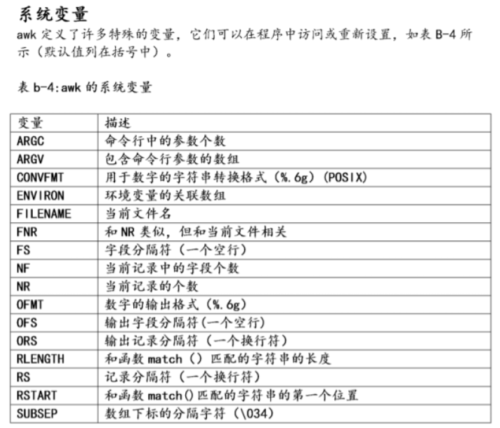 系统变量
awk 定义了许多特殊的变量，它们可以在程序中访问或重新设置，如表 B-4 所
示（默认值列在括号中）。
表 b-4:awk 的系统变量
变量 描述
ARGC 命令行中的参数个数
ARGV 包含命令行参数的数组
CONVFMT 用于数字的字符串转换格式（%.6g）(POSIX)
ENVIRON 环境变量的关联数组
FILENAME 当前文件名
FNR 和 NR 类似，但和当前文件相关
FS 字段分隔符（一个空行）
NF 当前记录中的字段个数
NR 当前记录的个数
OFMT 数字的输出格式（%.6g）
OFS 输出字段分隔符(一个空行)
ORS 输出记录分隔符（一个换行符）
RLENGTH 和函数 match（）匹配的字符串的长度
RS 记录分隔符（一个换行符）
RSTART 和函数 match()匹配的字符串的第一个位置
SUBSEP 数组下标的分隔字符（\034）